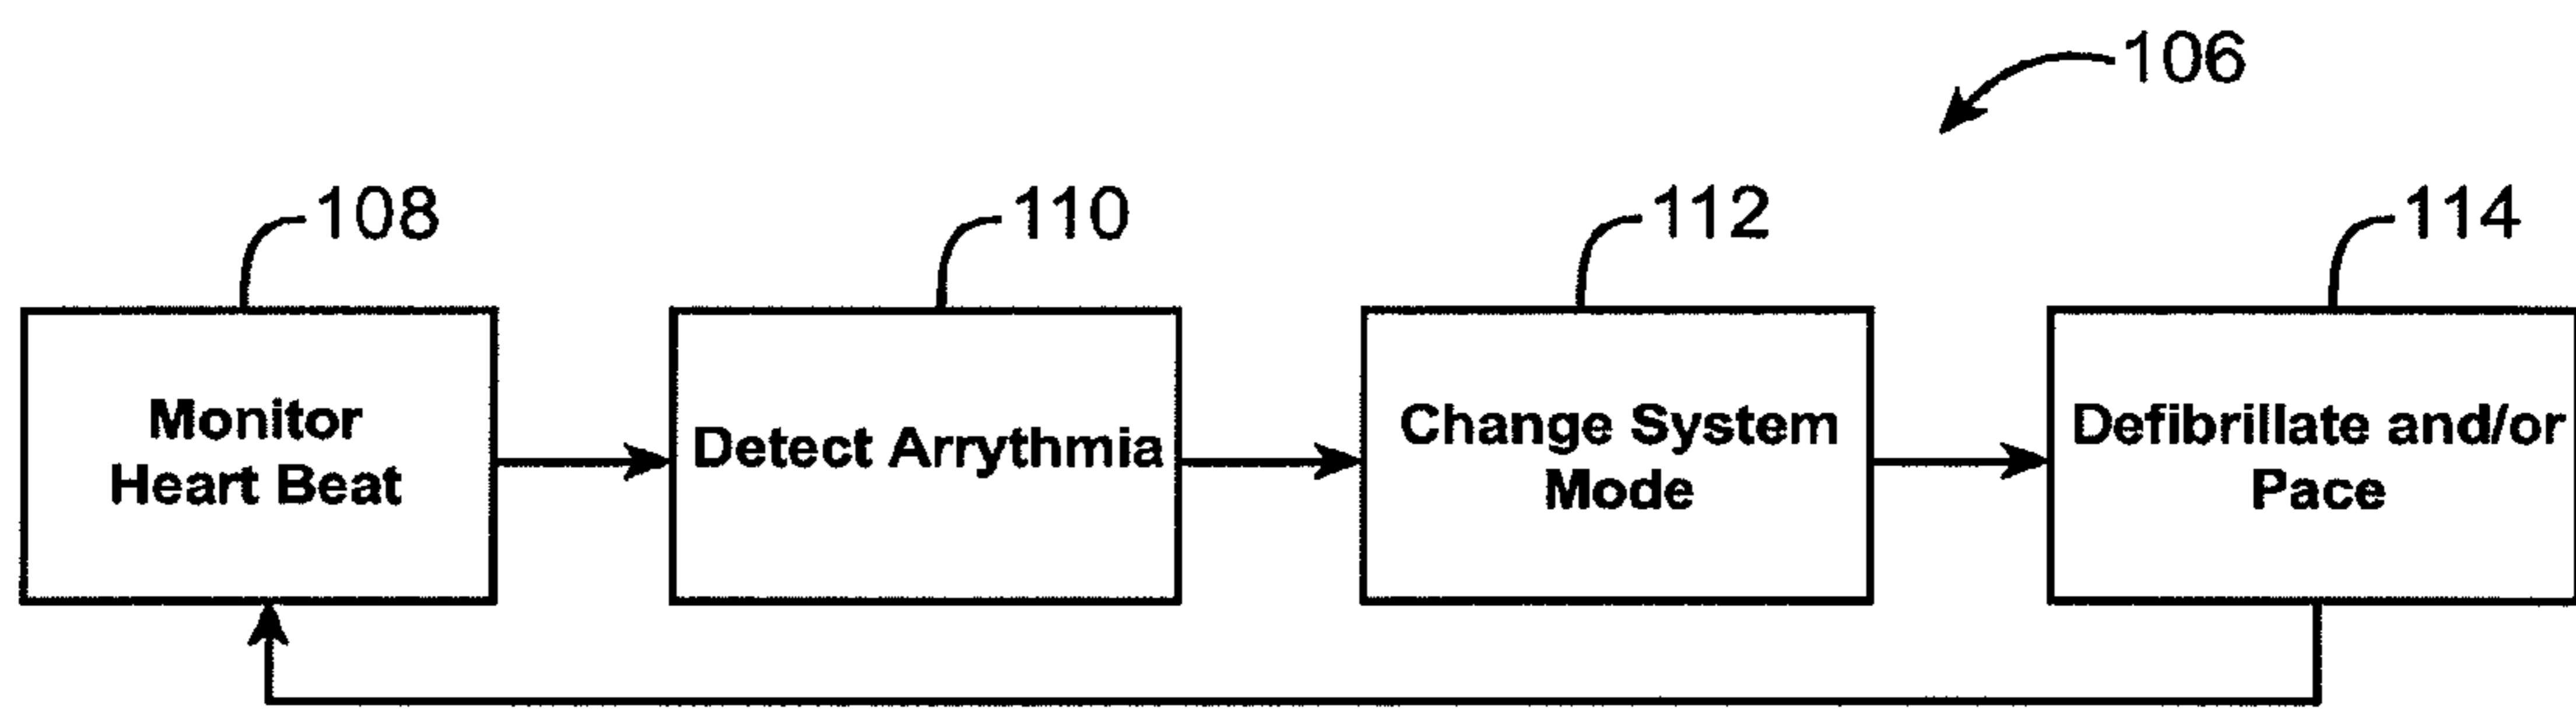 106
108
110
112
114
Monitor
Heart Beat
Detect Arrythmia
Change System
Mode
Defibrillate and/or
Pace